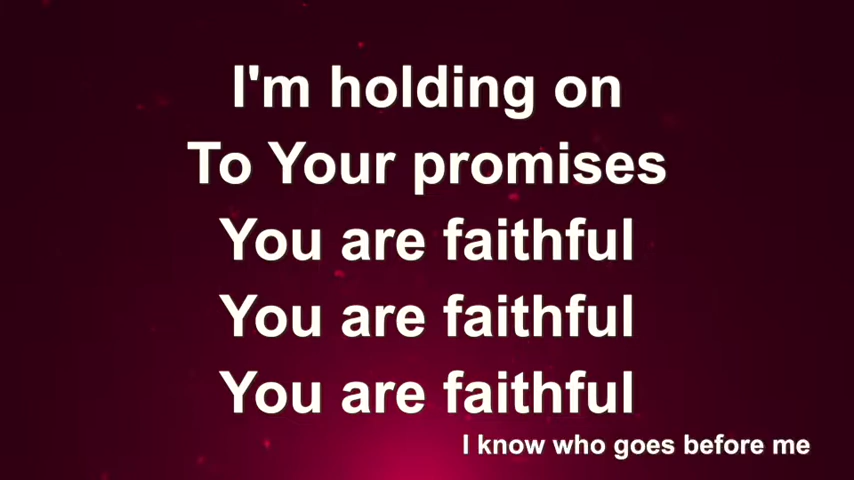 I'm holding on
To Your promises
You are faithful
You are faithful
You are faithful
I know who goes before me